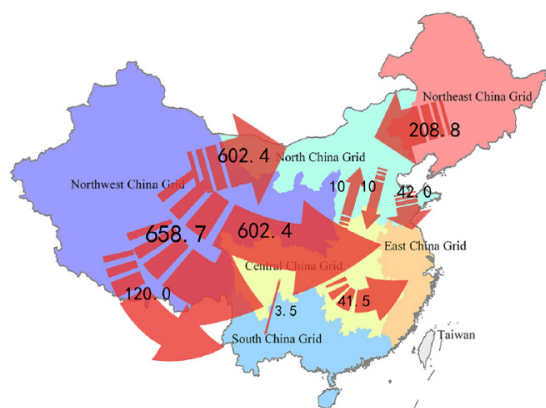 Northeast China Grid
208.8
602.4
North China Grid
Northwest China Grid
10
10
42.0
658.7
602.4
East China Grid
Central China Grid
120.0
41.5
3.5
South China Grid
Taiwan